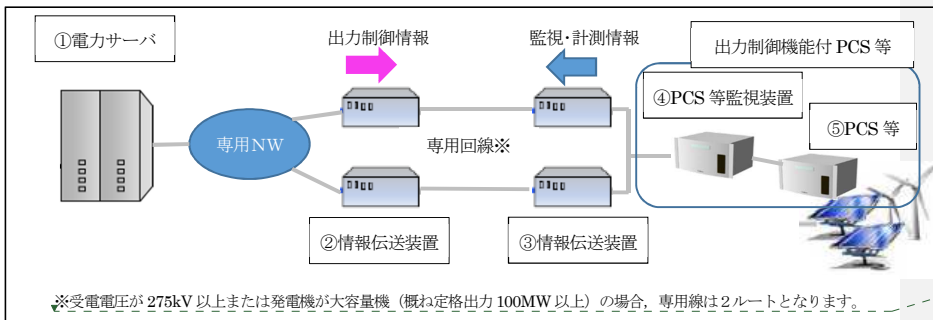 ①電力サーバ
出力制御情報
監視・計測情報
出力制御機能付 PCS 等
④PCS 等監視装置
⑤PCS 等
専用NW
専用回線※
②情報伝送装置
③情報伝送装置
※受電電圧が 275kV 以上または発電機が大容量機（概ね定格出力 100MW 以上）の場合，専用線は２ルートとなります。